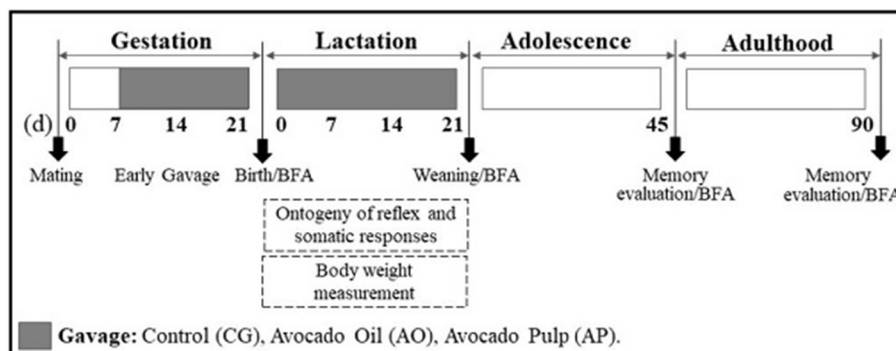 Gestation Lactation Adolescence Adulthood
(d) 0 7 14 21 0 7 14 21 45 90
Mating Early Gavage Birth/BFA Weaning/BFA Memory evaluation/BFA Memory evaluation/BFA
Ontogeny of reflex and
somatic responses
Body weight
measurement
Gavage: Control (CG), Avocado Oil (AO), Avocado Pulp (AP).